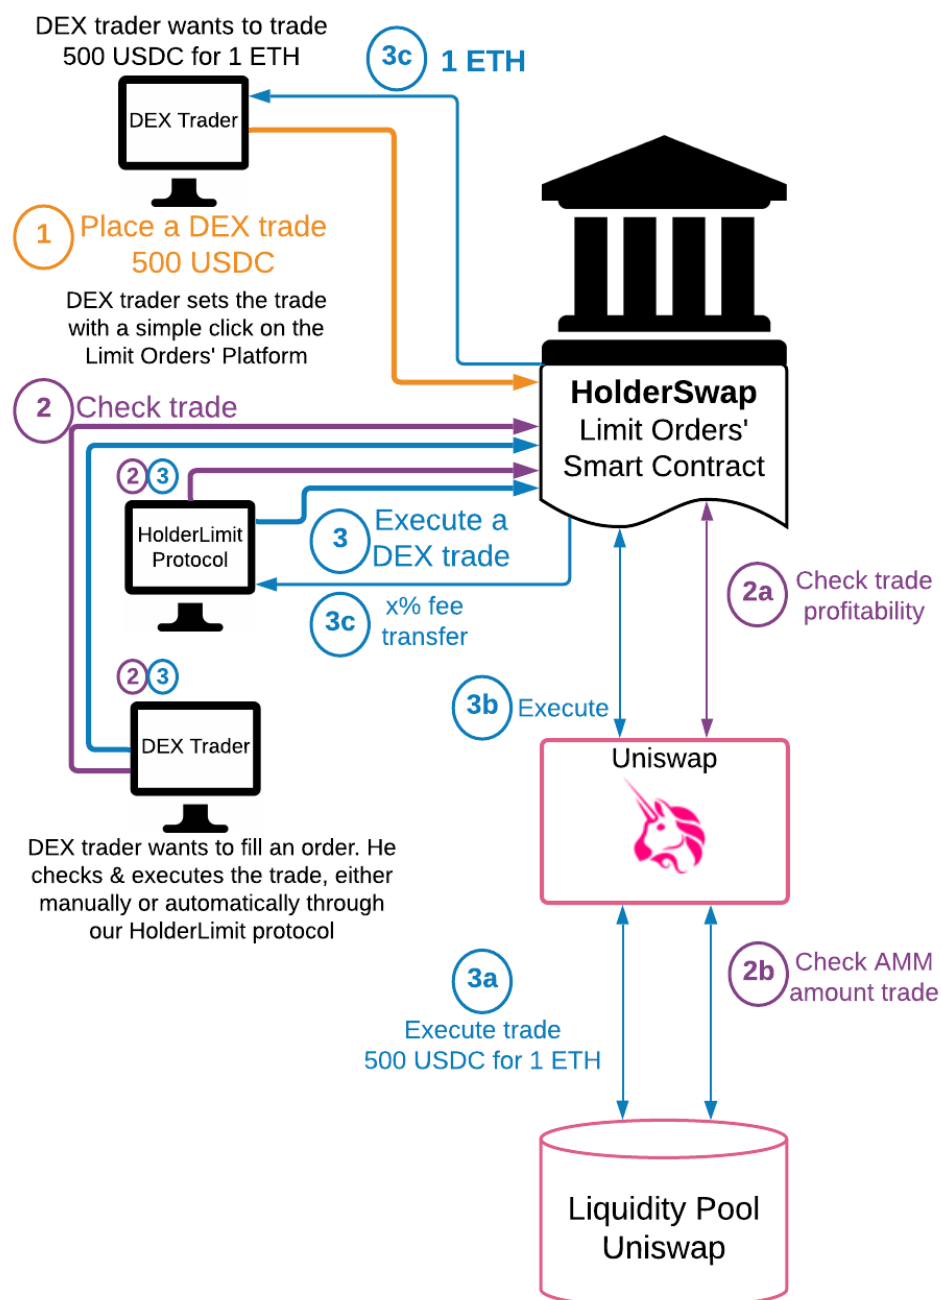 DEX trader wants to trade
500 USDC for 1 ETH
3c
1 ETH
DEX Trader
1
Place a DEX trade
500 USDC
DEX trader sets the trade
with a simple click on the
Limit Orders' Platform
HolderSwap
Limit Orders'
Smart Contract
2
Check trade
2 3
HolderLimit
Protocol
3
Execute a
DEX trade
3c
x% fee
transfer
2a
Check trade
profitability
2 3
3b
Execute
DEX Trader
Uniswap
DEX trader wants to fill an order. He
checks & executes the trade, either
manually or automatically through
our HolderLimit protocol
3a
Execute trade
500 USDC for 1 ETH
2b
Check AMM
amount trade
Liquidity Pool
Uniswap